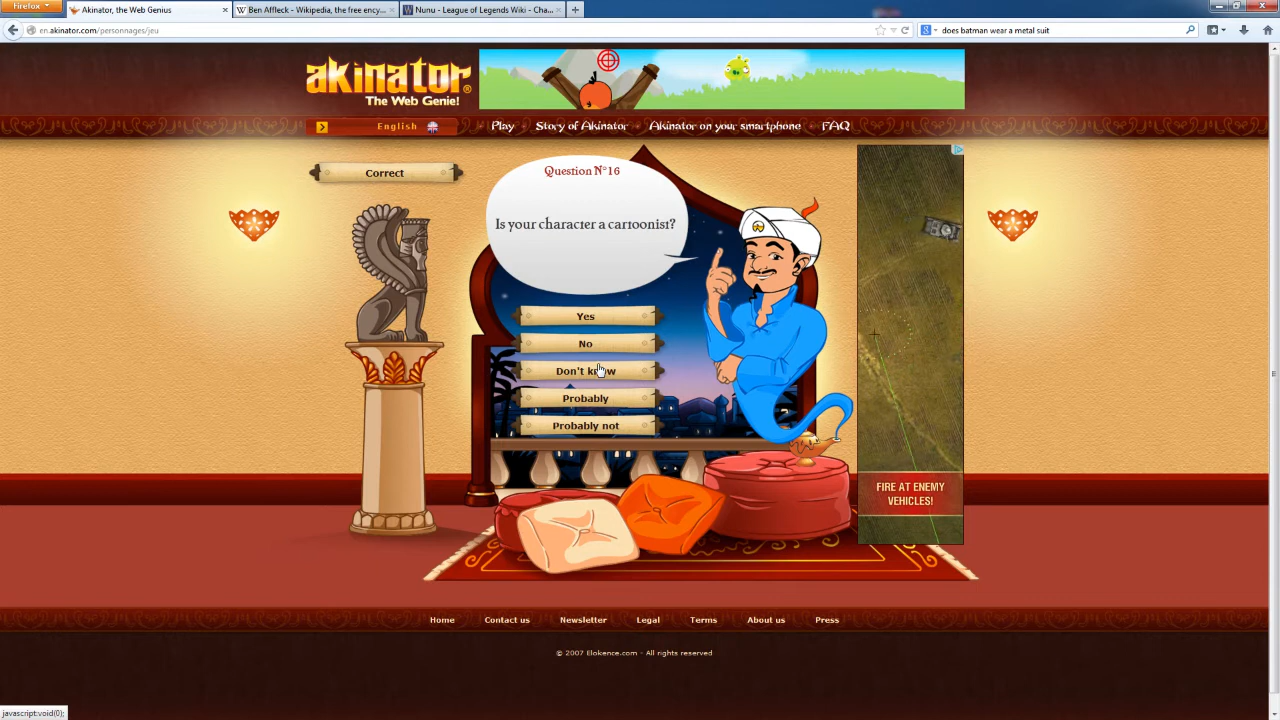 Firefox
Akinator, the Web Genius
Ben Affleck - Wikipedia, the free ency...
Nunu - League of Legends Wiki - Cha...
en.akinator.com/personnages/jeu
does batman wear a metal suit
akinator®
The Web Genie!
English
Play
Story of Akinator
Akinator on your smartphone
FAQ
Correct
Question N°16
Is your character a cartoonist?
Yes
No
Don't know
Probably
Probably not
FIRE AT ENEMY
VEHICLES!
Home
Contact us
Newsletter
Legal
Terms
About us
Press
© 2007 Elokence.com - All rights reserved
javascript:void(0);